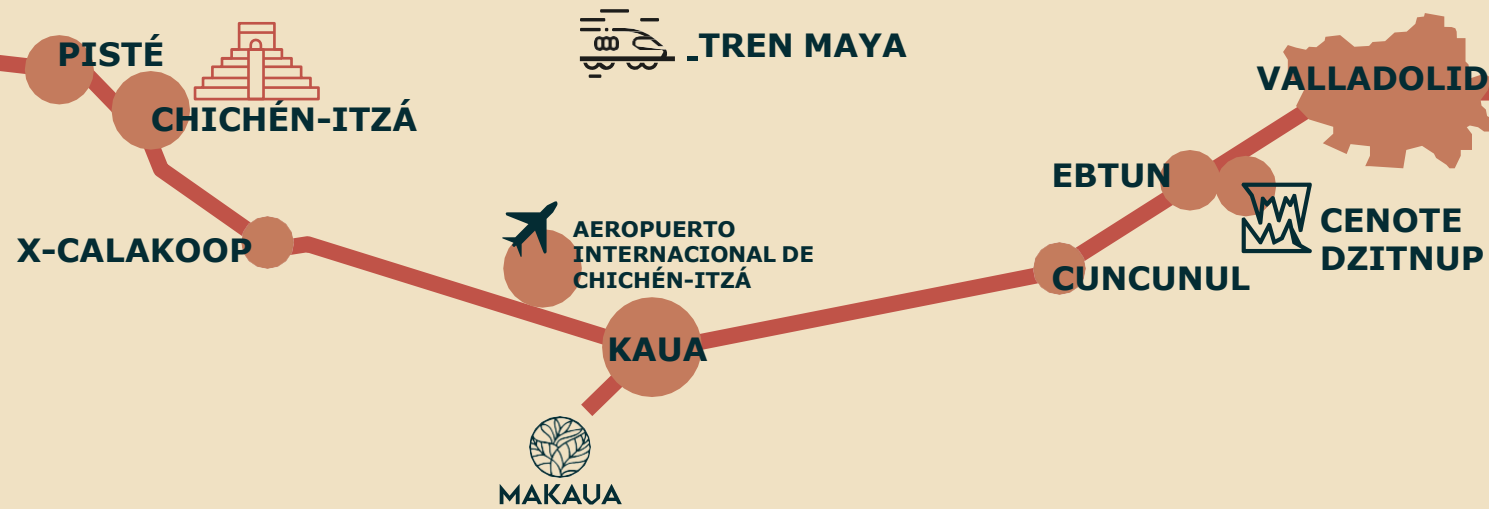 PISTÉ
TREN MAYA
VALLADOLID
CHICHÉN-ITZÁ
EBTUN
CENOTE
DZITNUP
X-CALAKOOP
AEROPUERTO
INTERNACIONAL DE
CHICHÉN-ITZÁ
CUNCUNUL
KAUA
MAKAUA